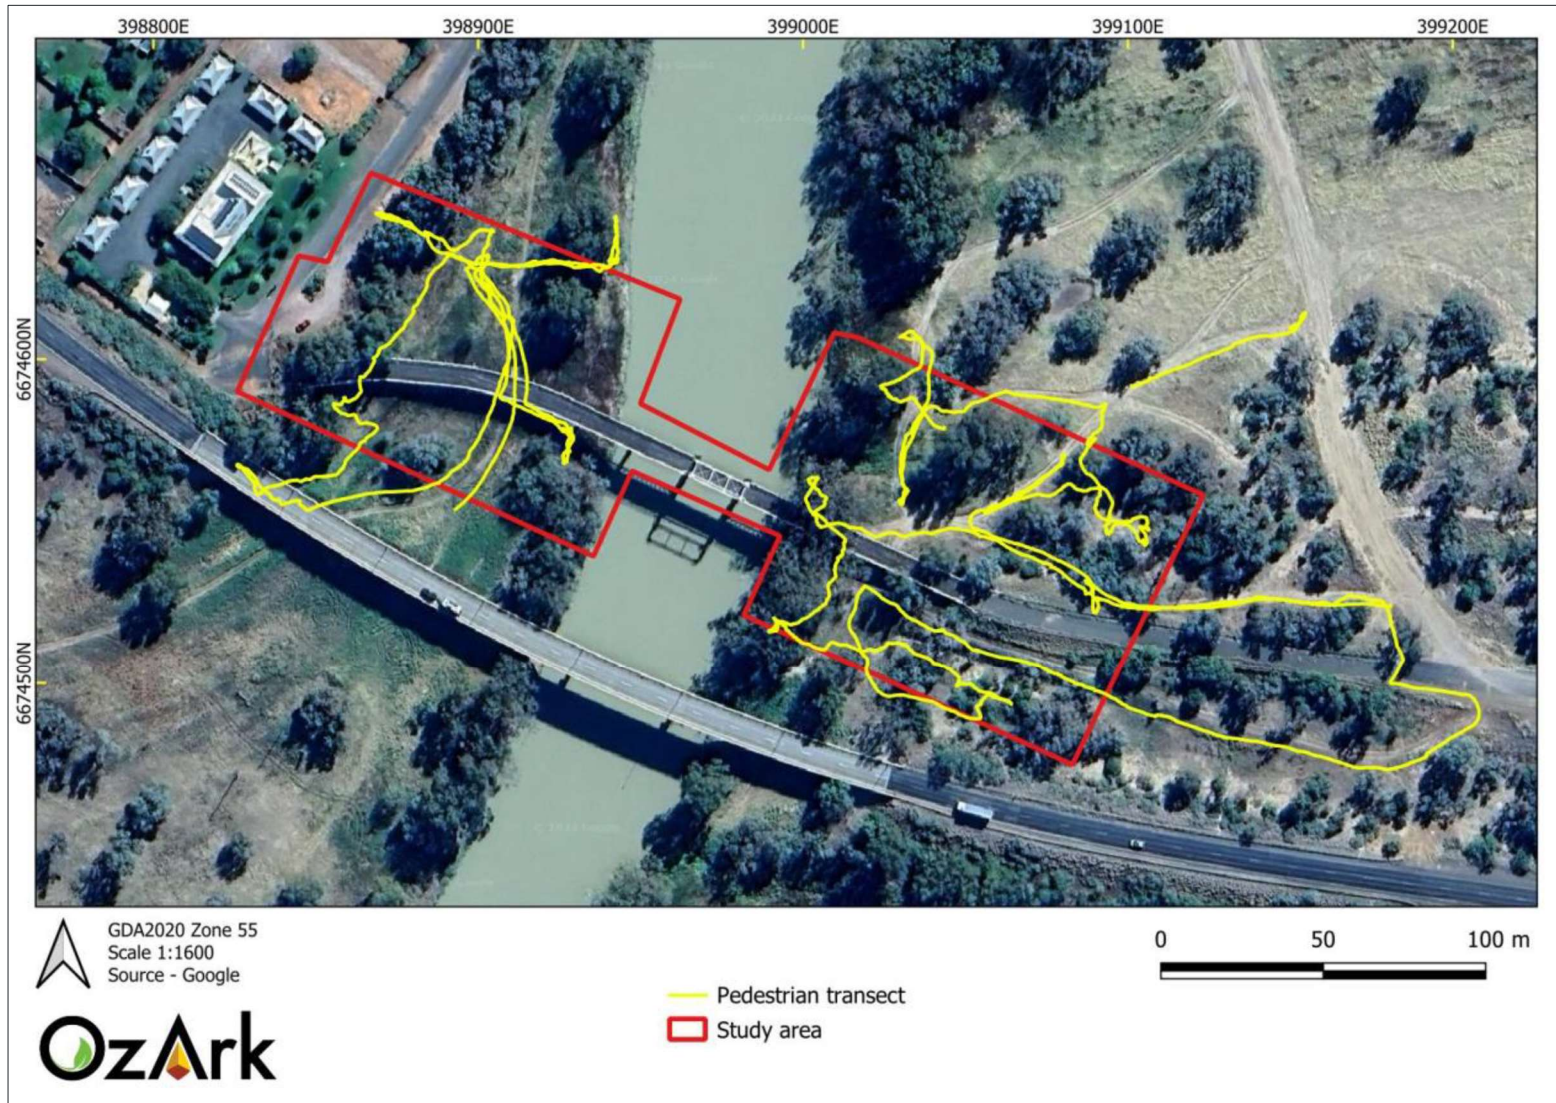 398800E 398900E 399000E 399100E 399200E
6674600N
6674500N
GDA2020 Zone 55
Scale 1:1600
Source - Google
0 50 100 m
Pedestrian transect
Study area
OzArk